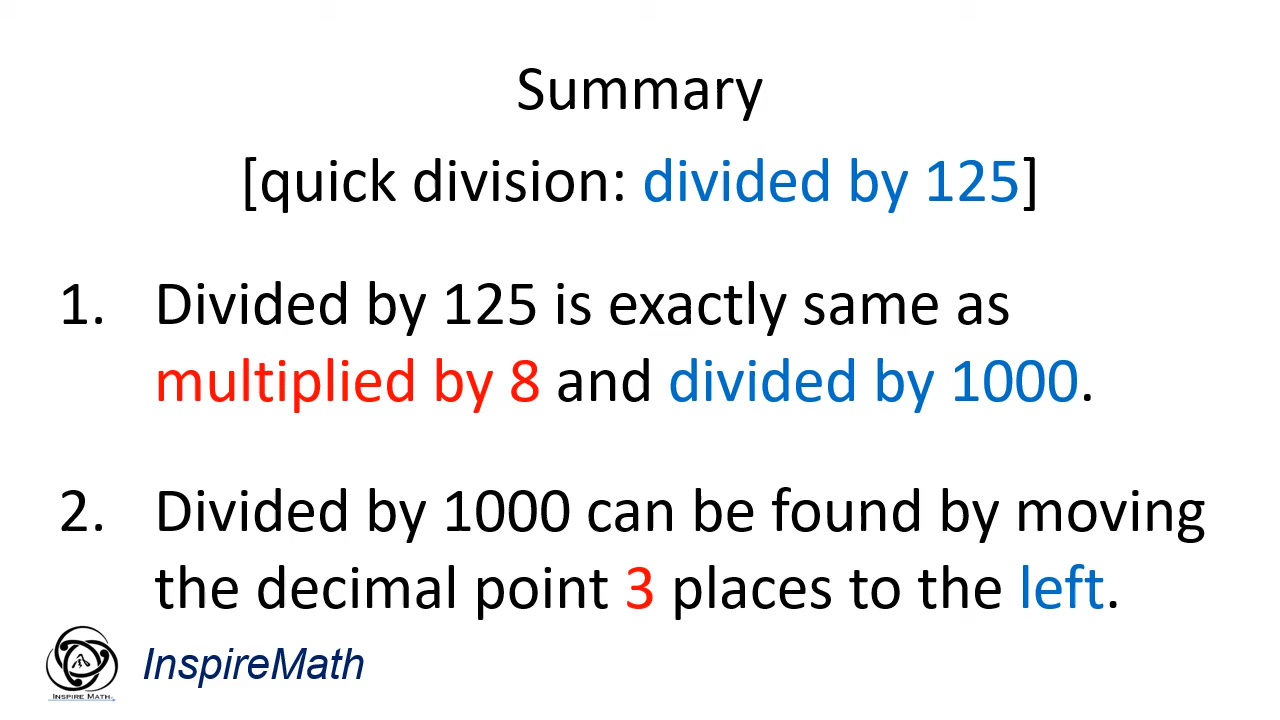 Summary
[quick division: divided by 125]
1. Divided by 125 is exactly same as
multiplied by 8 and divided by 1000.
2. Divided by 1000 can be found by moving
the decimal point 3 places to the left.
InspireMath
INSPIRE MATH